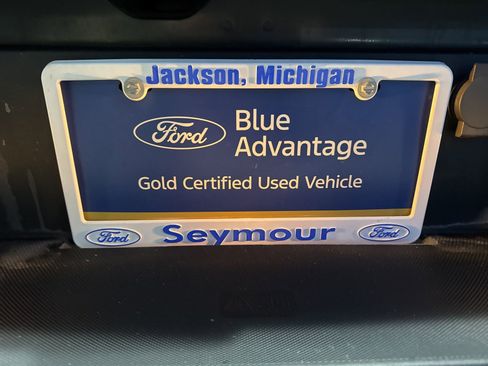 Jackson, Michigan
Ford
Blue
Advantage
Gold Certified Used Vehicle
Ford
Seymour
Ford